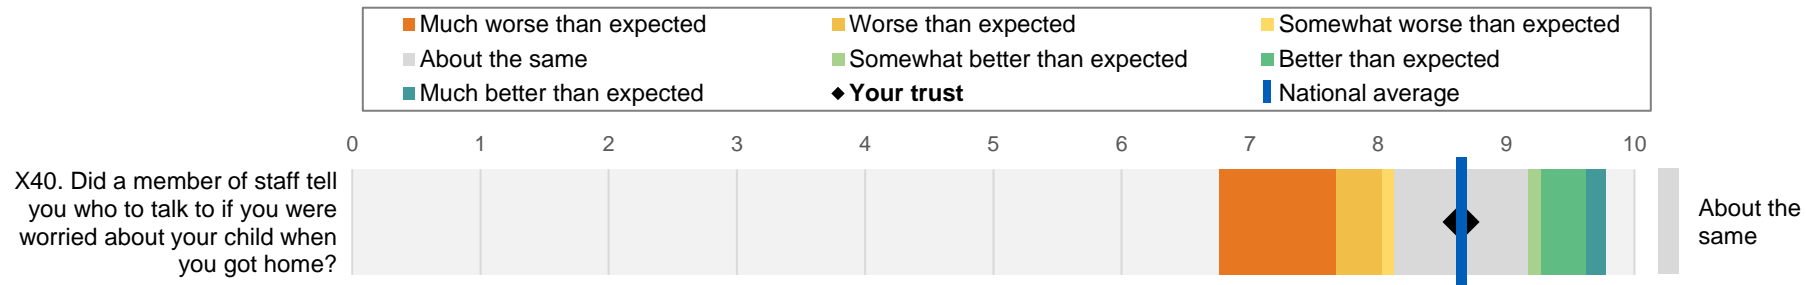 Much worse than expected
Worse than expected
Somewhat worse than expected
About the same
Somewhat better than expected
Better than expected
Much better than expected
Your trust
National average
0 1 2 3 4 5 6 7 8 9 10
X40. Did a member of staff tell
you who to talk to if you were
worried about your child when
you got home?
About the
same